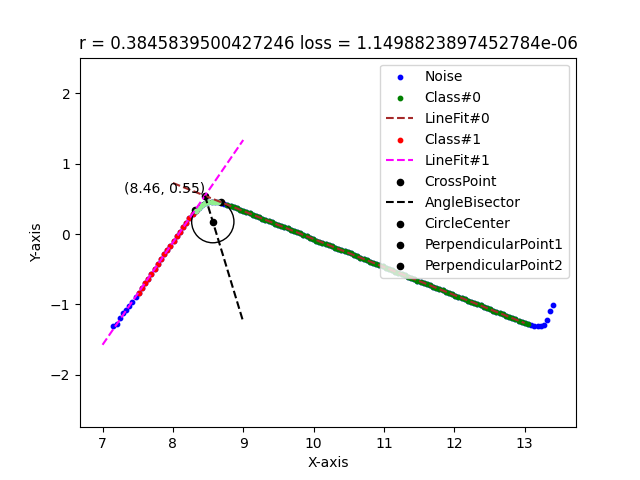 r = 0.3845839500427246 loss = 1.1498823897452784e-06
Noise
Class#0
LineFit#0
Class#1
LineFit#1
CrossPoint
AngleBisector
CircleCenter
PerpendicularPoint1
PerpendicularPoint2
(8.46, 0.55)
2
1
0
−1
−2
Y-axis
7 8 9 10 11 12 13
X-axis